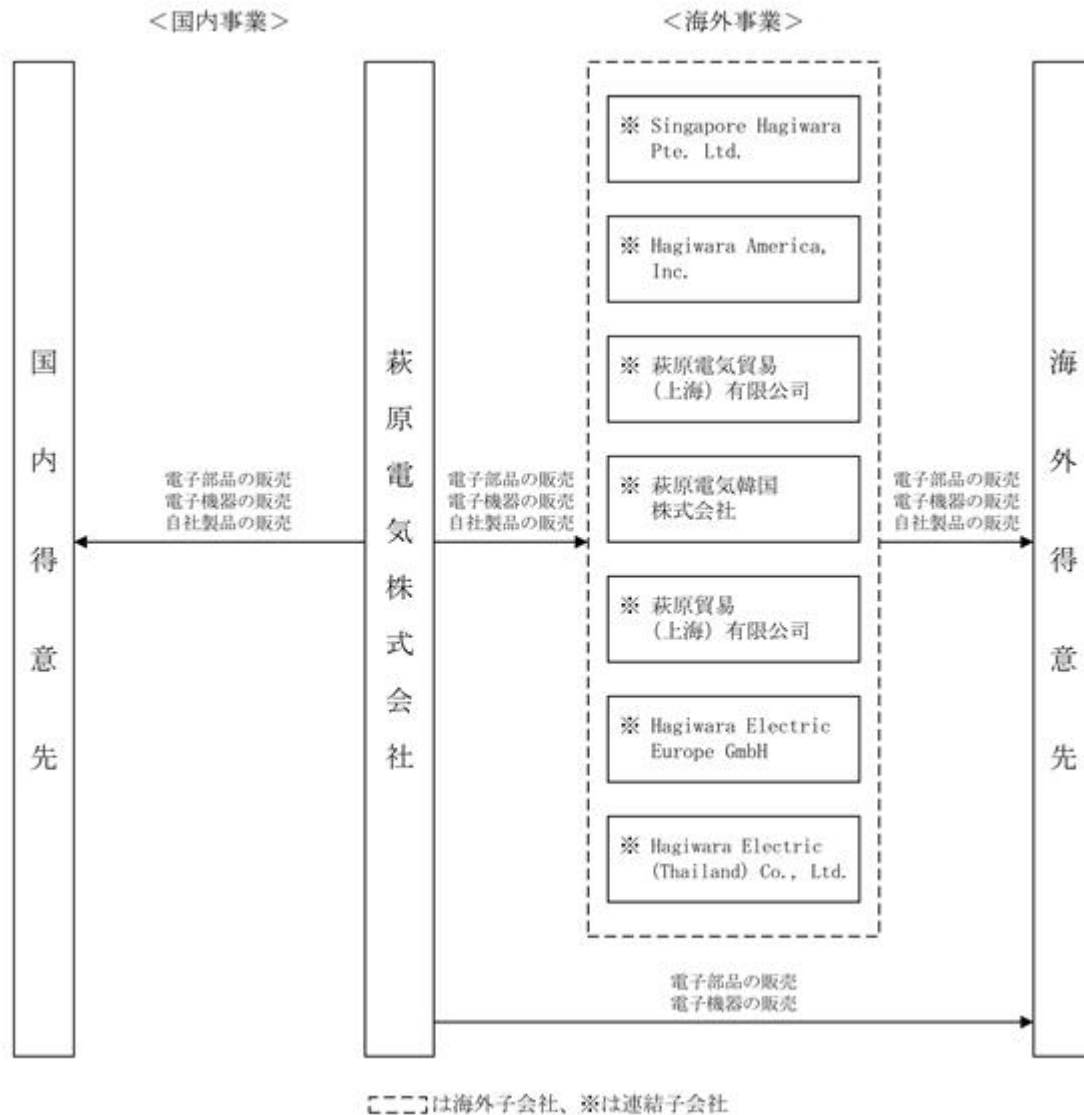 ＜国内事業＞
＜海外事業＞
国内得意先
電子部品の販売
電子機器の販売
自社製品の販売
萩原電気株式会社
電子部品の販売
電子機器の販売
自社製品の販売
※ Singapore Hagiwara
Pte. Ltd.
※ Hagiwara America,
Inc.
※ 萩原電気貿易
（上海）有限公司
※ 萩原電気韓国
株式会社
※ 萩原貿易
（上海）有限公司
※ Hagiwara Electric
Europe GmbH
※ Hagiwara Electric
(Thailand) Co., Ltd.
電子部品の販売
電子機器の販売
自社製品の販売
海外得意先
電子部品の販売
電子機器の販売
は海外子会社、※は連結子会社